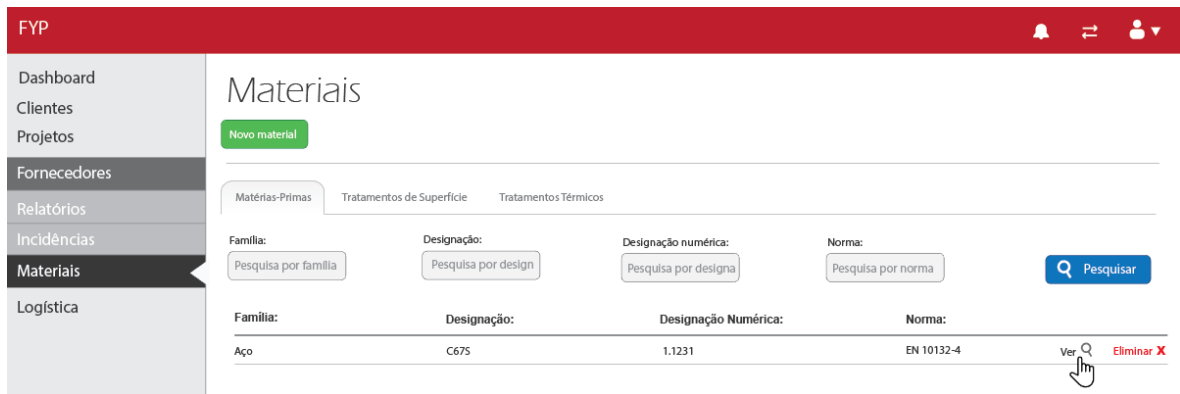 FYP
Dashboard
Clientes
Projetos
Fornecedores
Relatórios
Incidências
Materiais
Logística
Materiais
Novo material
Matérias-Primas Tratamentos de Superfície Tratamentos Térmicos
Família: Designação: Designação numérica: Norma:
Pesquisa por família Pesquisa por design Pesquisa por designa Pesquisa por norma Pesquisar
Família: Designação: Designação Numérica: Norma:
Aço C67S 1.1231 EN 10132-4 Ver Eliminar X